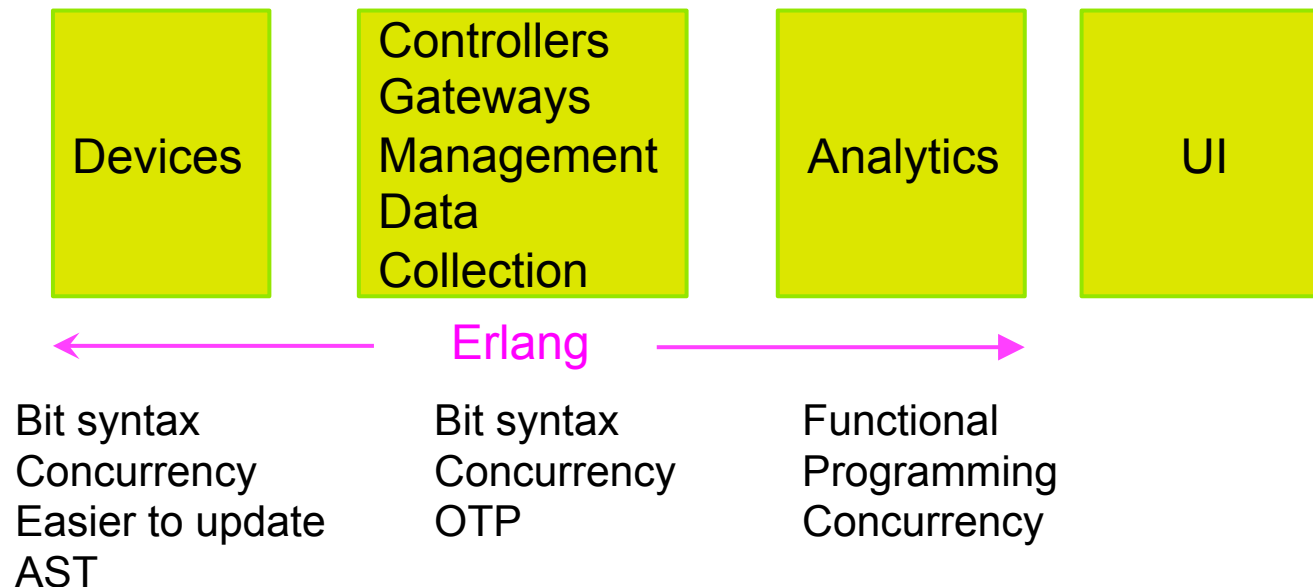 Devices
Controllers
Gateways
Management
Data
Collection
Analytics
UI
Erlang
Bit syntax
Concurrency
Easier to update
AST
Bit syntax
Concurrency
OTP
Functional
Programming
Concurrency